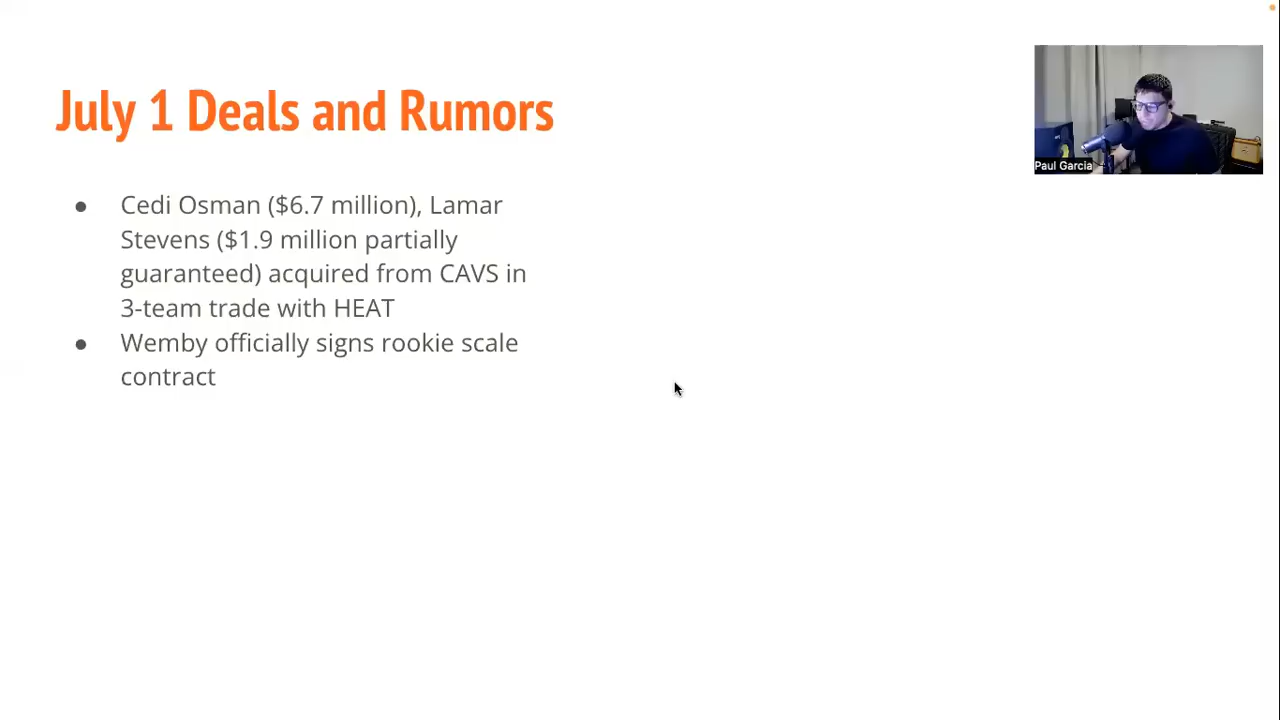 July 1 Deals and Rumors
Paul Garcia
● Cedi Osman ($6.7 million), Lamar
Stevens ($1.9 million partially
guaranteed) acquired from CAVS in
3-team trade with HEAT
● Wemby officially signs rookie scale
contract